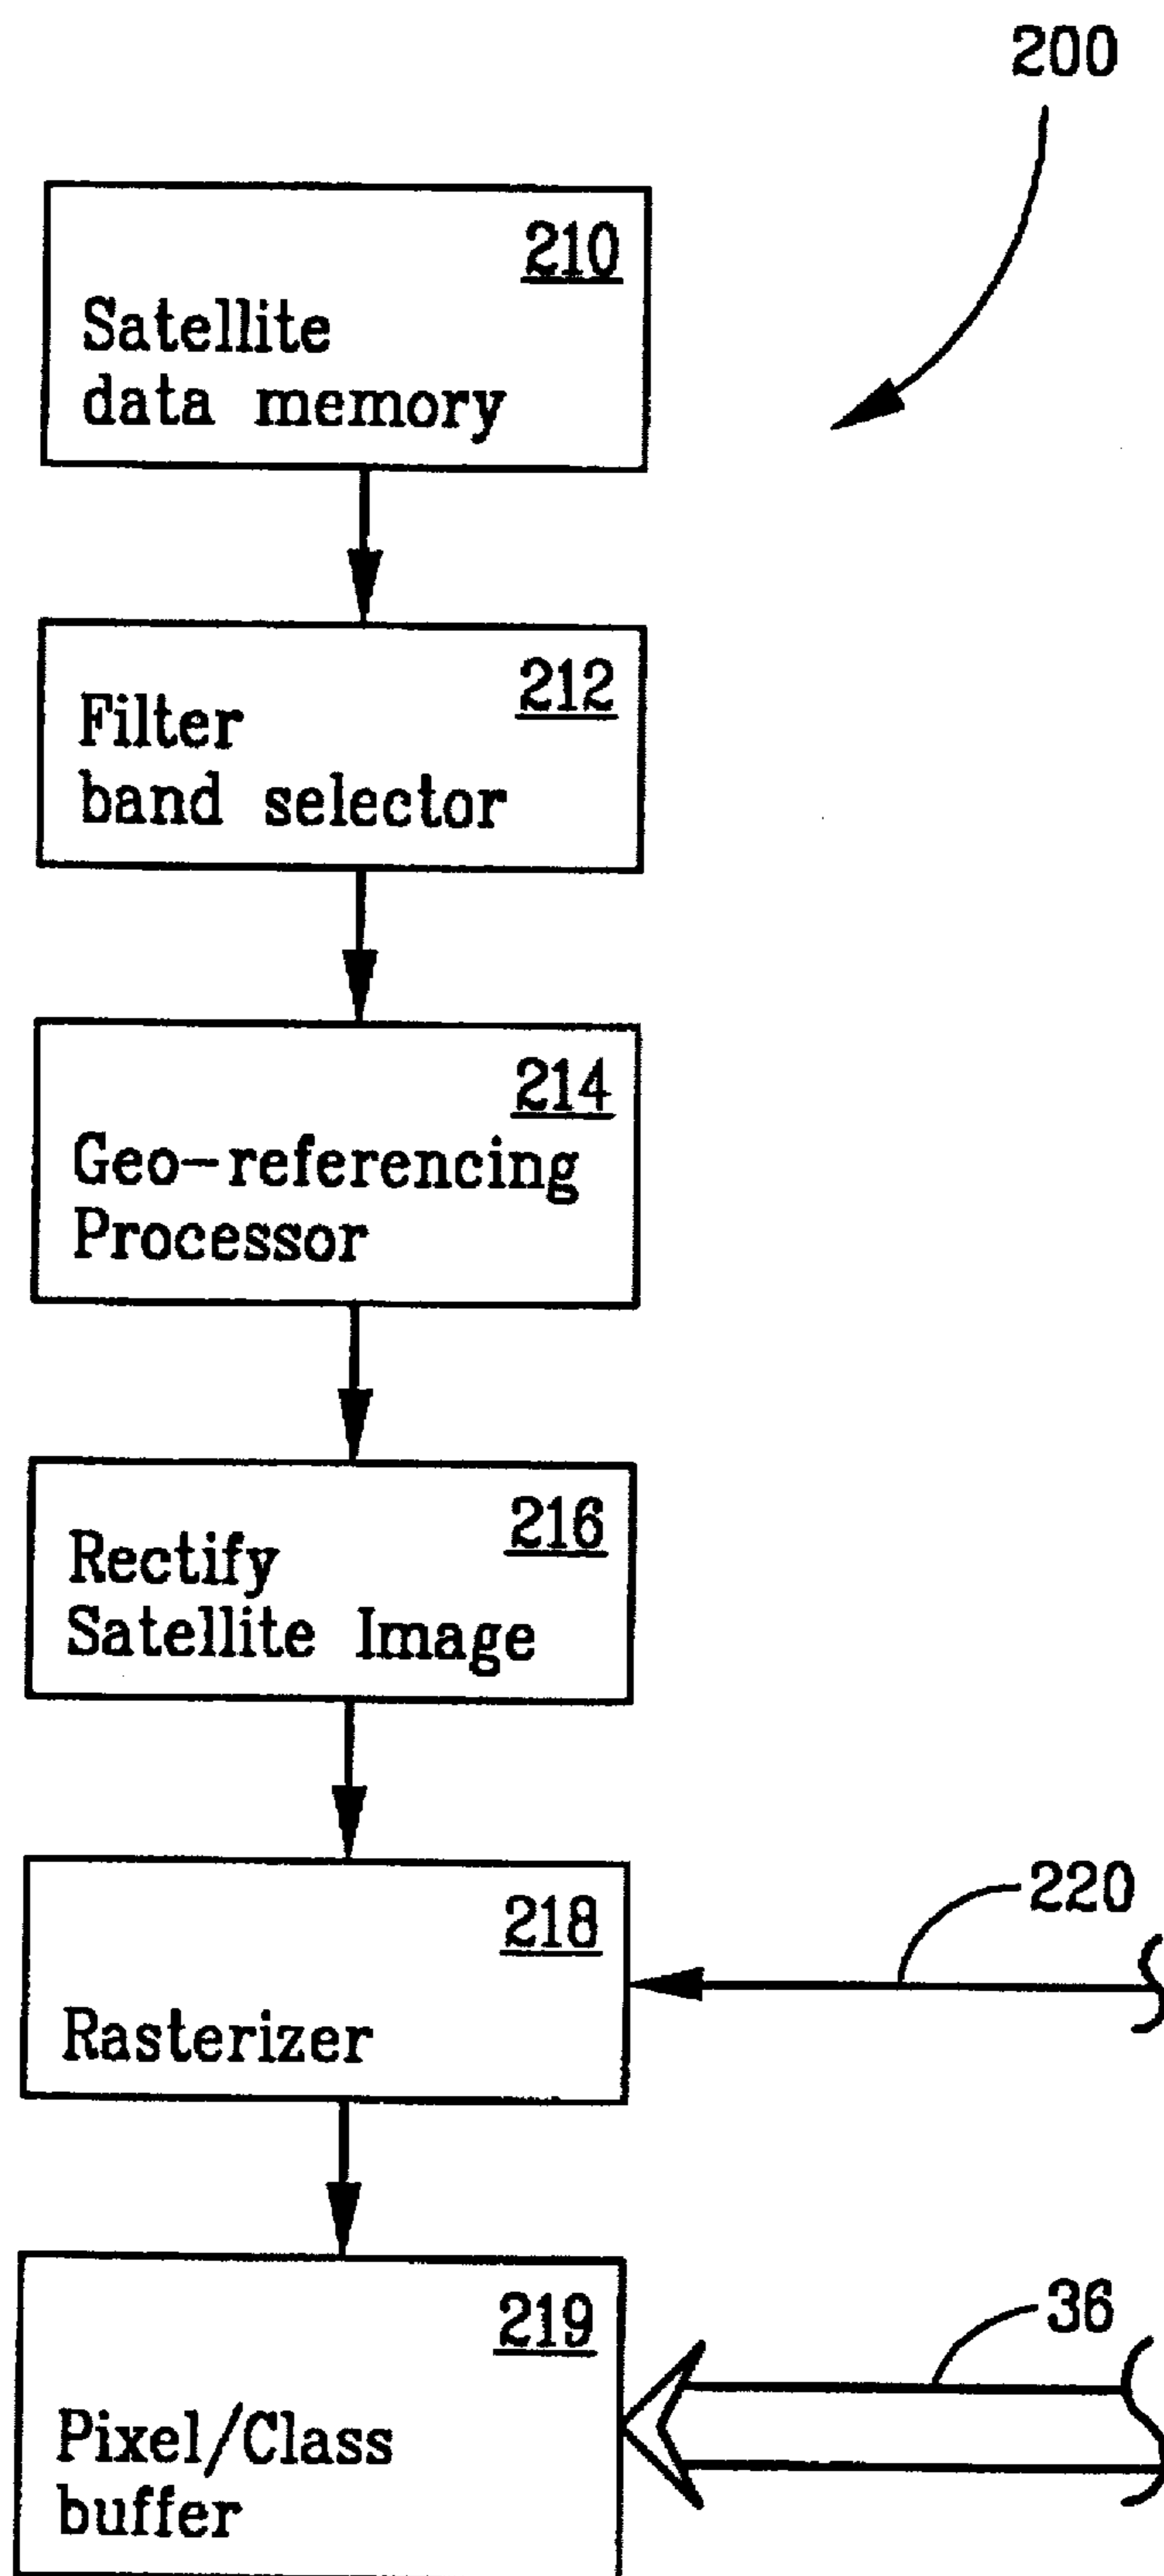 200
210
Satellite
data memory
212
Filter
band selector
214
Geo-referencing
Processor
216
Rectify
Satellite Image
218
Rasterizer
220
219
Pixel/Class
buffer
36